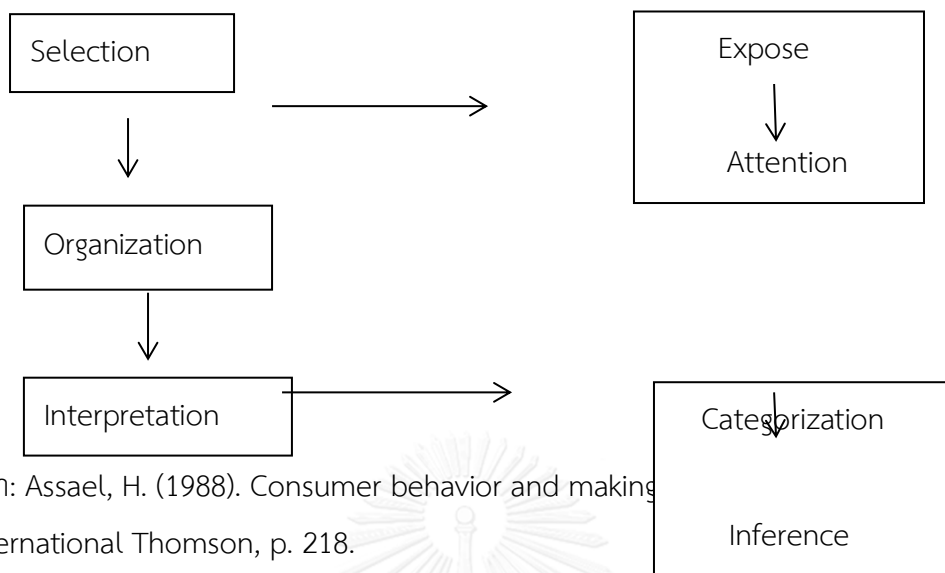 Selection
Expose
Attention
Organization
Interpretation
Categorization
: Assael, H. (1988). Consumer behavior and making
Inference
ernational Thomson, p. 218.